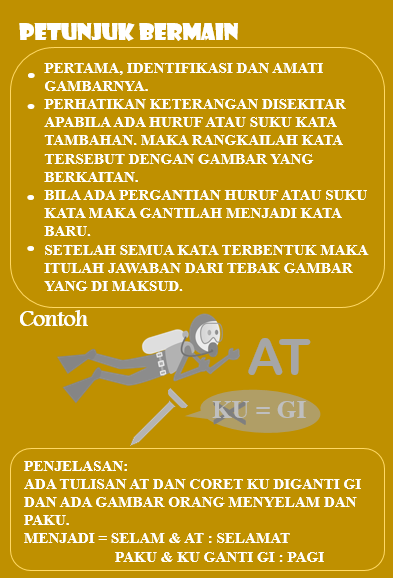 PETUNJUK BERMAIN
PERTAMA, IDENTIFIKASI DAN AMATI
GAMBARNYA.
PERHATIKAN KETERANGAN DISEKITAR
APABILA ADA HURUF ATAU SUKU KATA
TAMBAHAN. MAKA RANGKAILAH KATA
TERSEBUT DENGAN GAMBAR YANG
BERKAITAN.
BILA ADA PERGANTIAN HURUF ATAU SUKU
KATA MAKA GANTILAH MENJADI KATA
BARU.
SETELAH SEMUA KATA TERBENTUK MAKA
ITULAH JAWABAN DARI TEBAK GAMBAR
YANG DI MAKSUD.
Contoh
AT
KU = GI
PENJELASAN:
ADA TULISAN AT DAN CORET KU DIGANTI GI
DAN ADA GAMBAR ORANG MENYELAM DAN
PAKU.
MENJADI = SELAM & AT : SELAMAT
PAKU & KU GANTI GI : PAGI